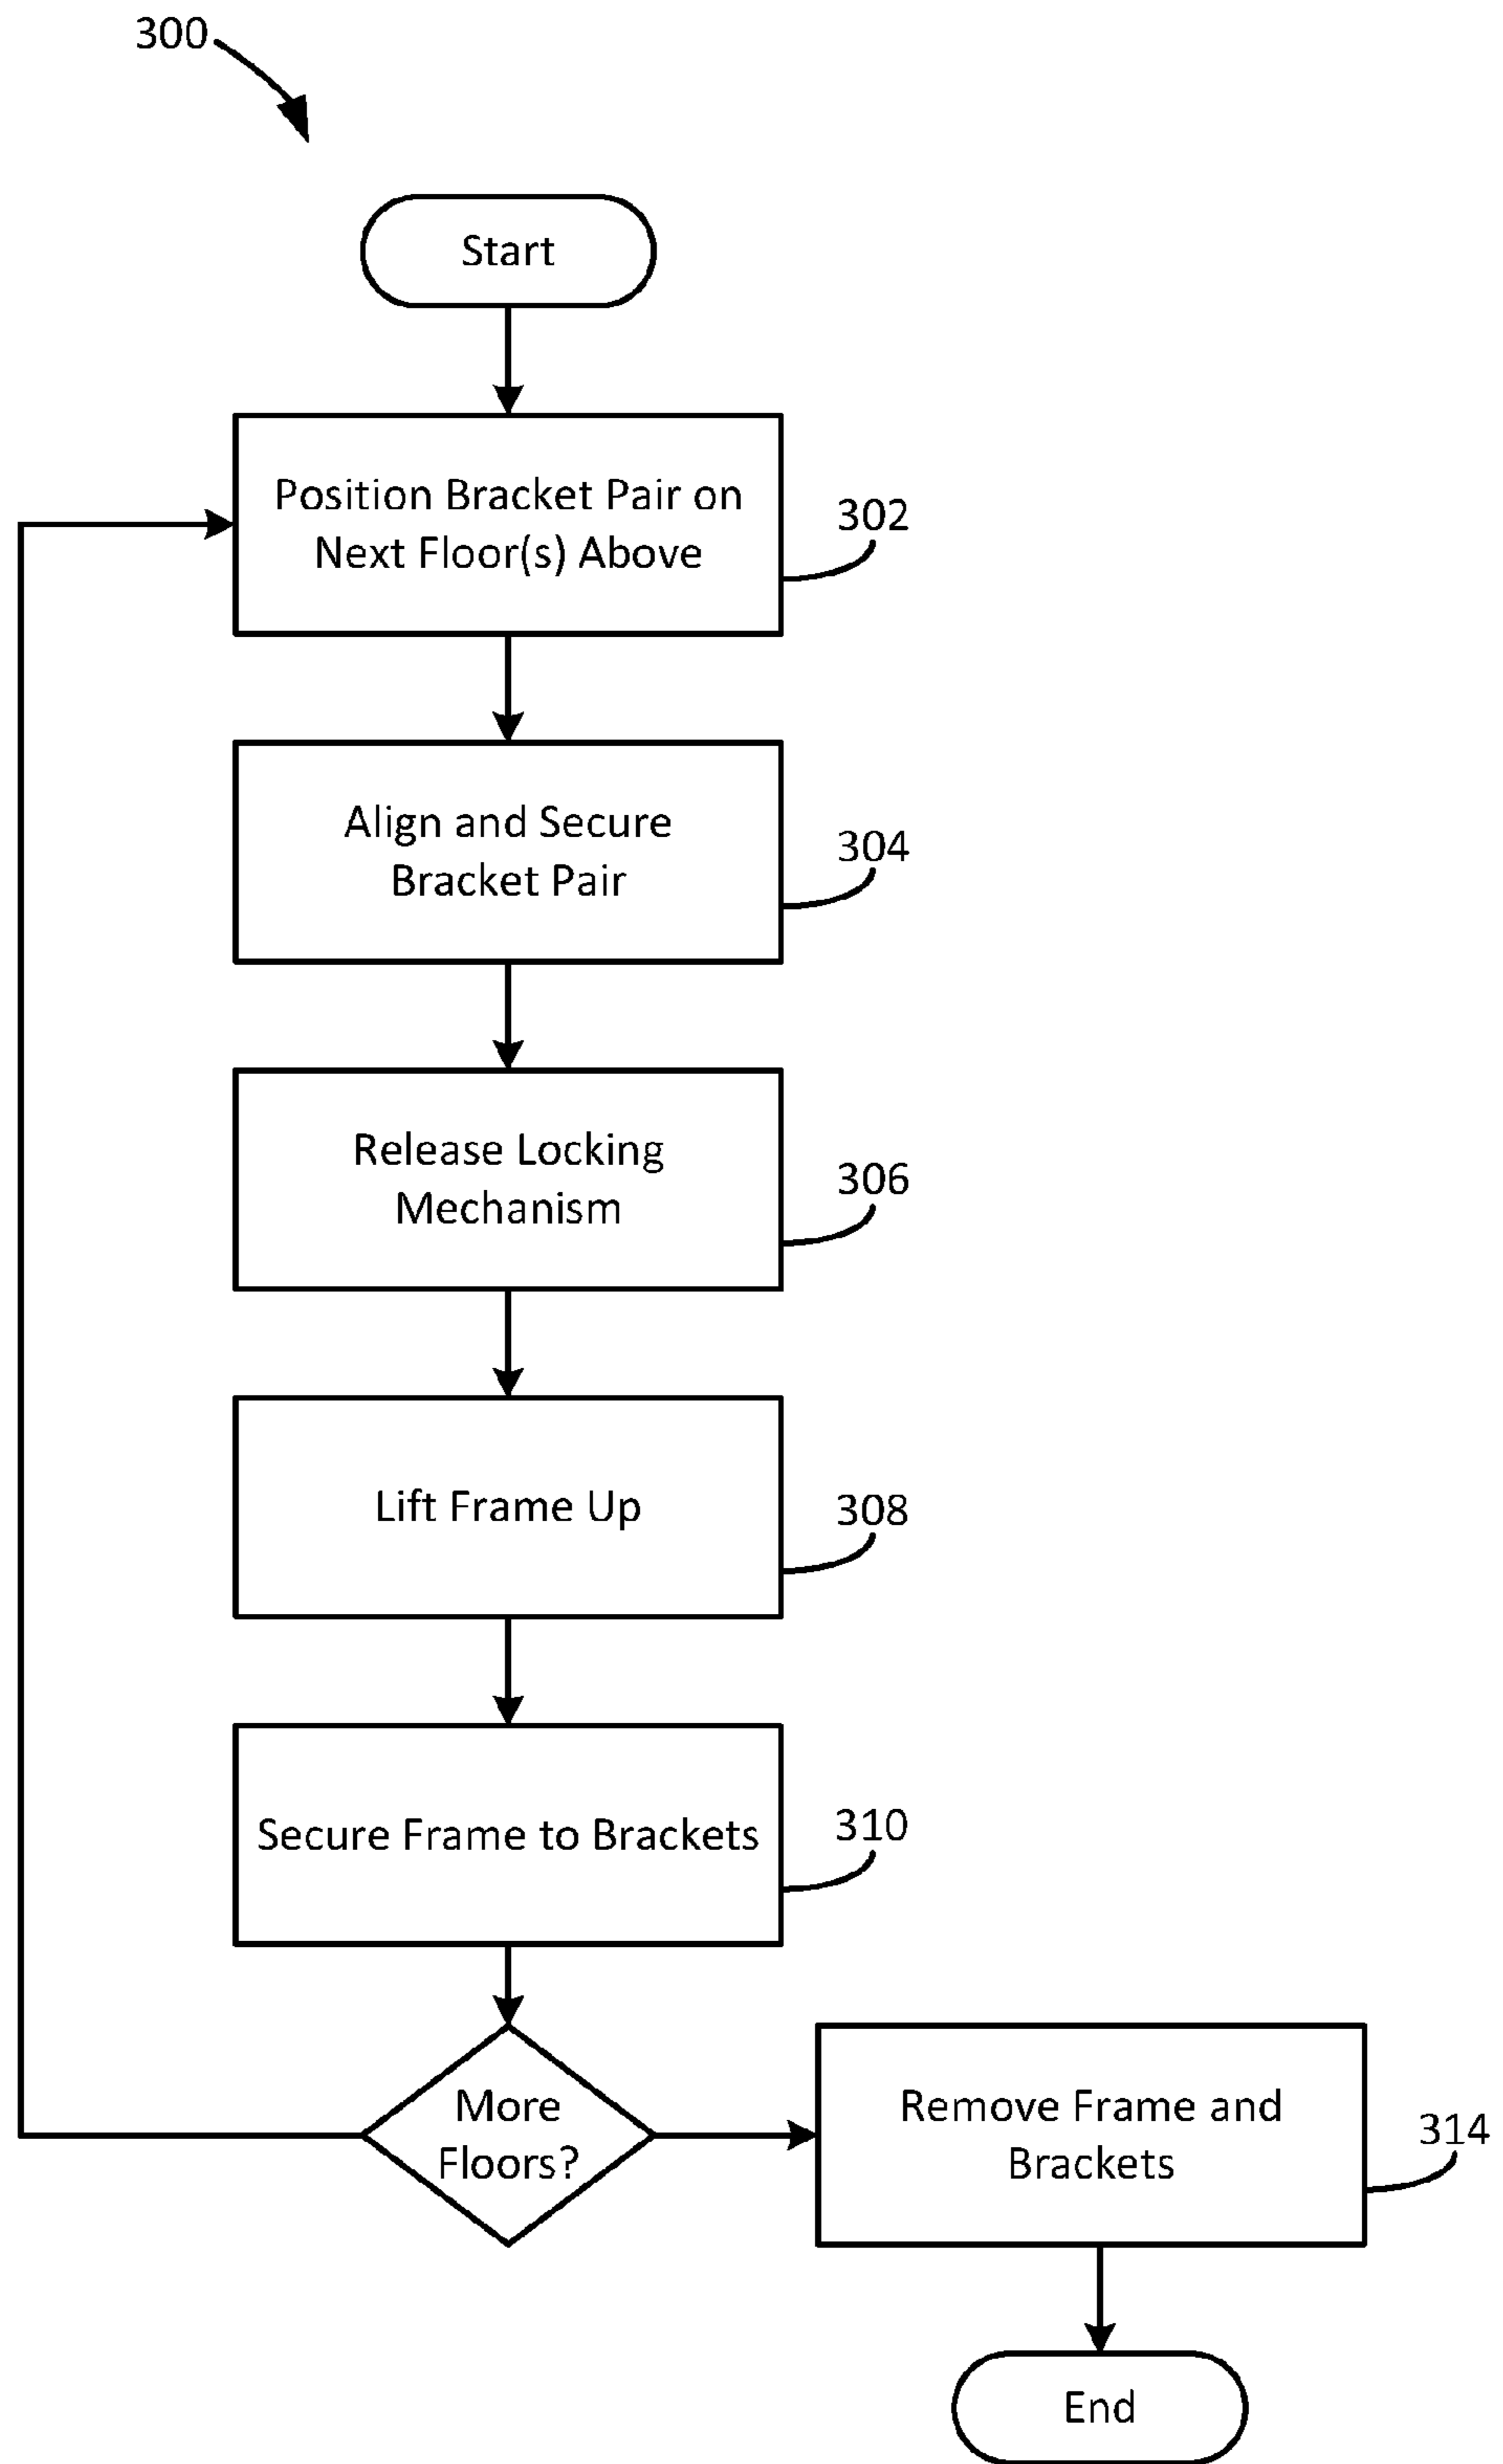 300
Start
Position Bracket Pair on
Next Floor(s) Above
302
Align and Secure
Bracket Pair
304
Release Locking
Mechanism
306
Lift Frame Up
308
Secure Frame to Brackets
310
More
Floors?
Remove Frame and
Brackets
314
End